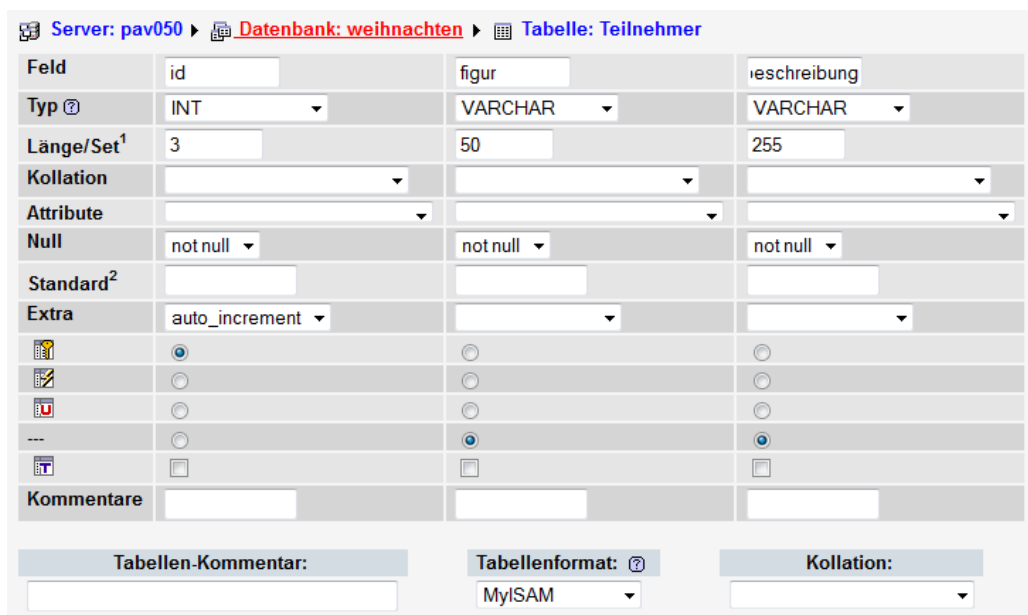 Server: pav050 ▸ Datenbank: weihnachten ▸ Tabelle: Teilnehmer
Feld id figur eschreibung
Typ INT VARCHAR VARCHAR
Länge/Set1 3 50 255
Kollation
Attribute
Null not null not null not null
Standard2
Extra auto_increment
U
---
T
Kommentare
Tabellen-Kommentar: Tabellenformat: Kollation:
MyISAM